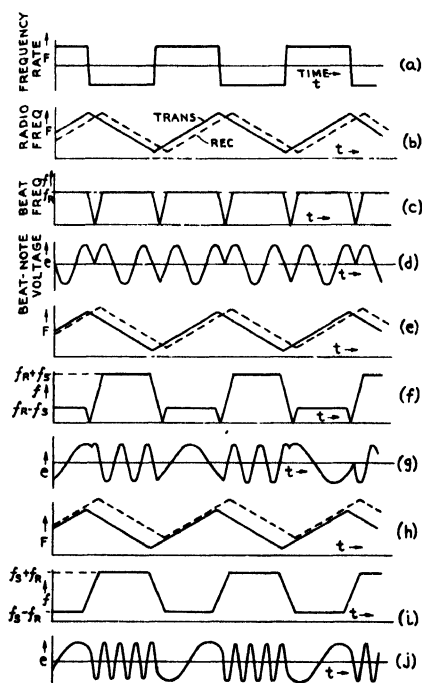 FREQUENCY
RATE
F
TIME
t
(a)
RADIO
FREQ
F
TRANS
REC
t
(b)
BEAT
FREQ
f
fR
t
(c)
BEAT-NOTE
VOLTAGE
e
t
(d)
F
t
(e)
fR+fS
f
fR-fS
t
(f)
e
t
(g)
F
t
(h)
fS+fR
f
fS-fR
t
(i)
e
t
(j)